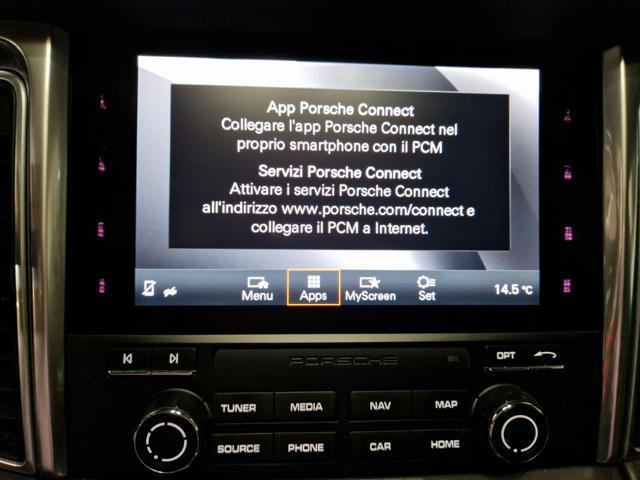 App Porsche Connect
Collegare l'app Porsche Connect nel
proprio smartphone con il PCM
Servizi Porsche Connect
Attivare i servizi Porsche Connect
all'indirizzo www.porsche.com/connect e
collegare il PCM a Internet.
Menu Apps MyScreen Set 14.5 °C
PORSCHE
OPT
TUNER MEDIA NAV MAP
SOURCE PHONE CAR HOME